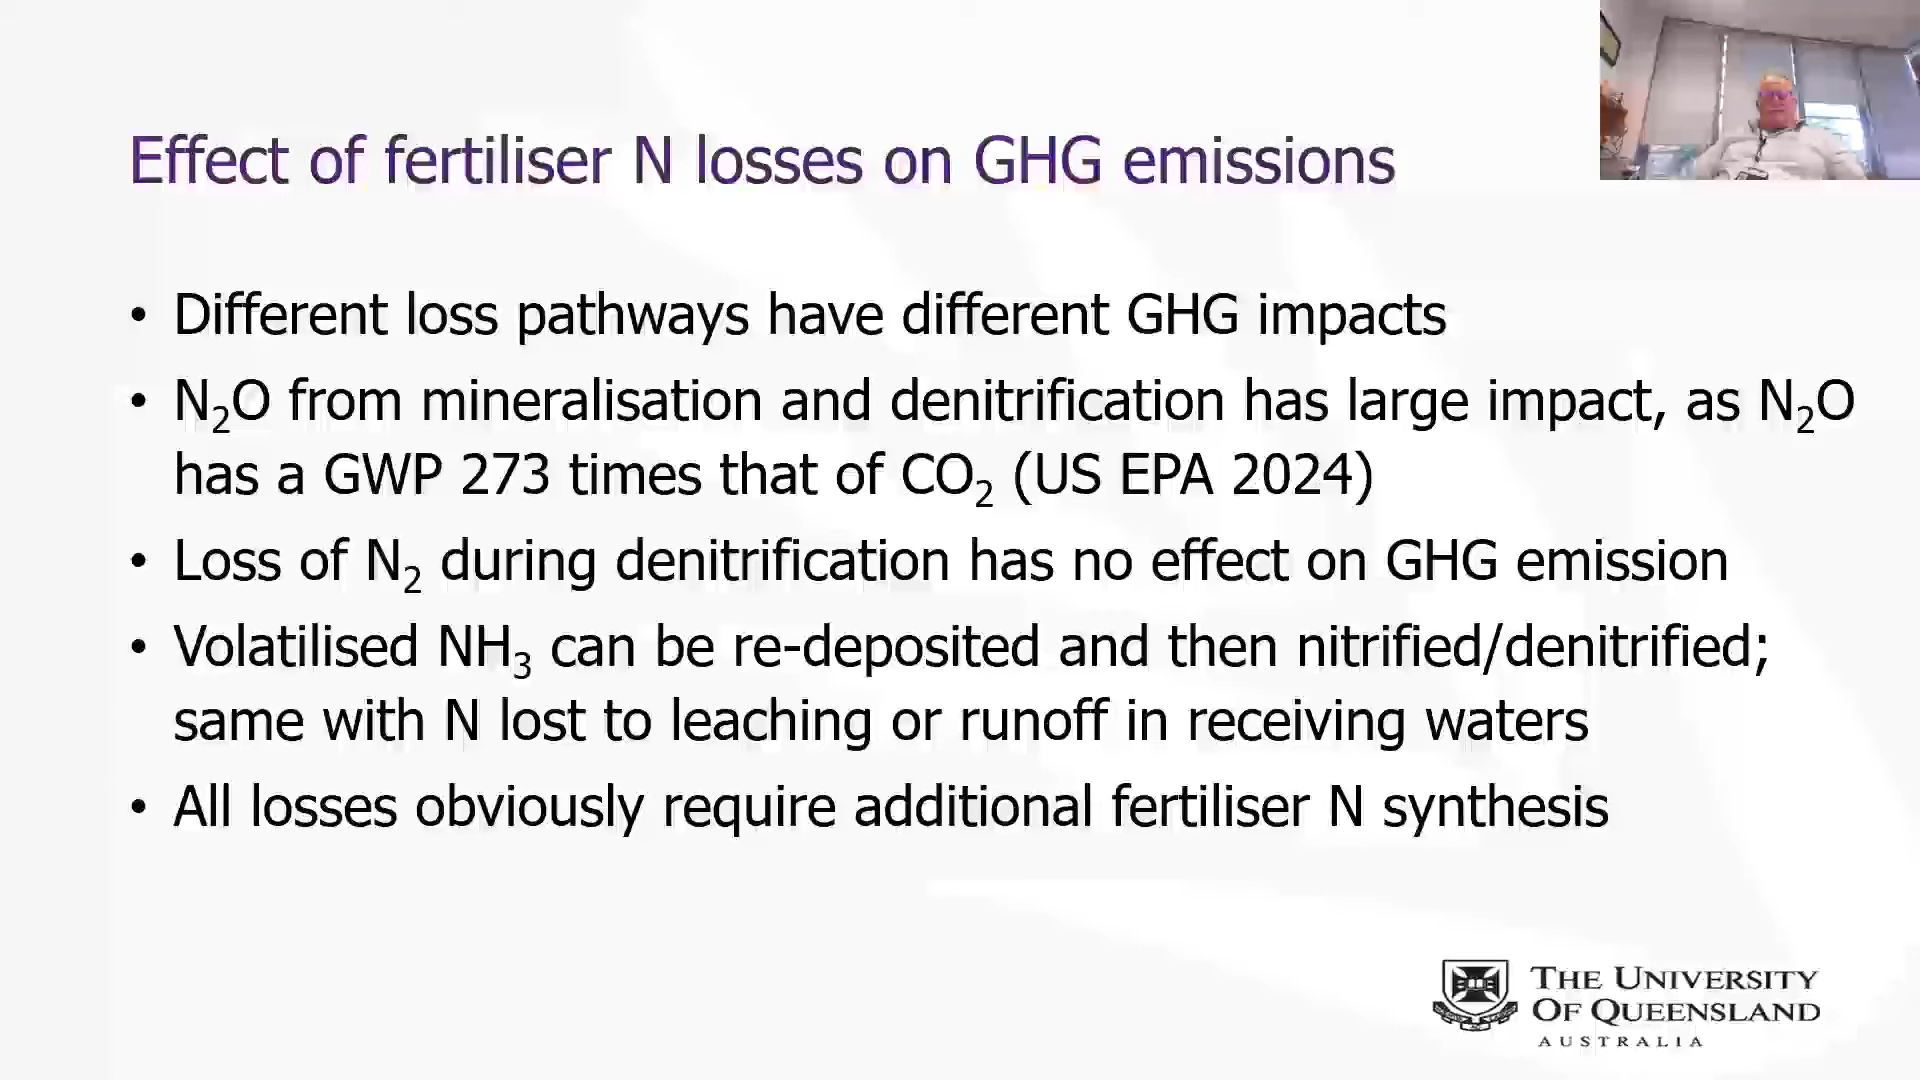 Effect of fertiliser N losses on GHG emissions
• Different loss pathways have different GHG impacts
• N₂O from mineralisation and denitrification has large impact, as N₂O
has a GWP 273 times that of CO₂ (US EPA 2024)
• Loss of N₂ during denitrification has no effect on GHG emission
• Volatilised NH₃ can be re-deposited and then nitrified/denitrified;
same with N lost to leaching or runoff in receiving waters
• All losses obviously require additional fertiliser N synthesis
THE UNIVERSITY
OF QUEENSLAND
AUSTRALIA